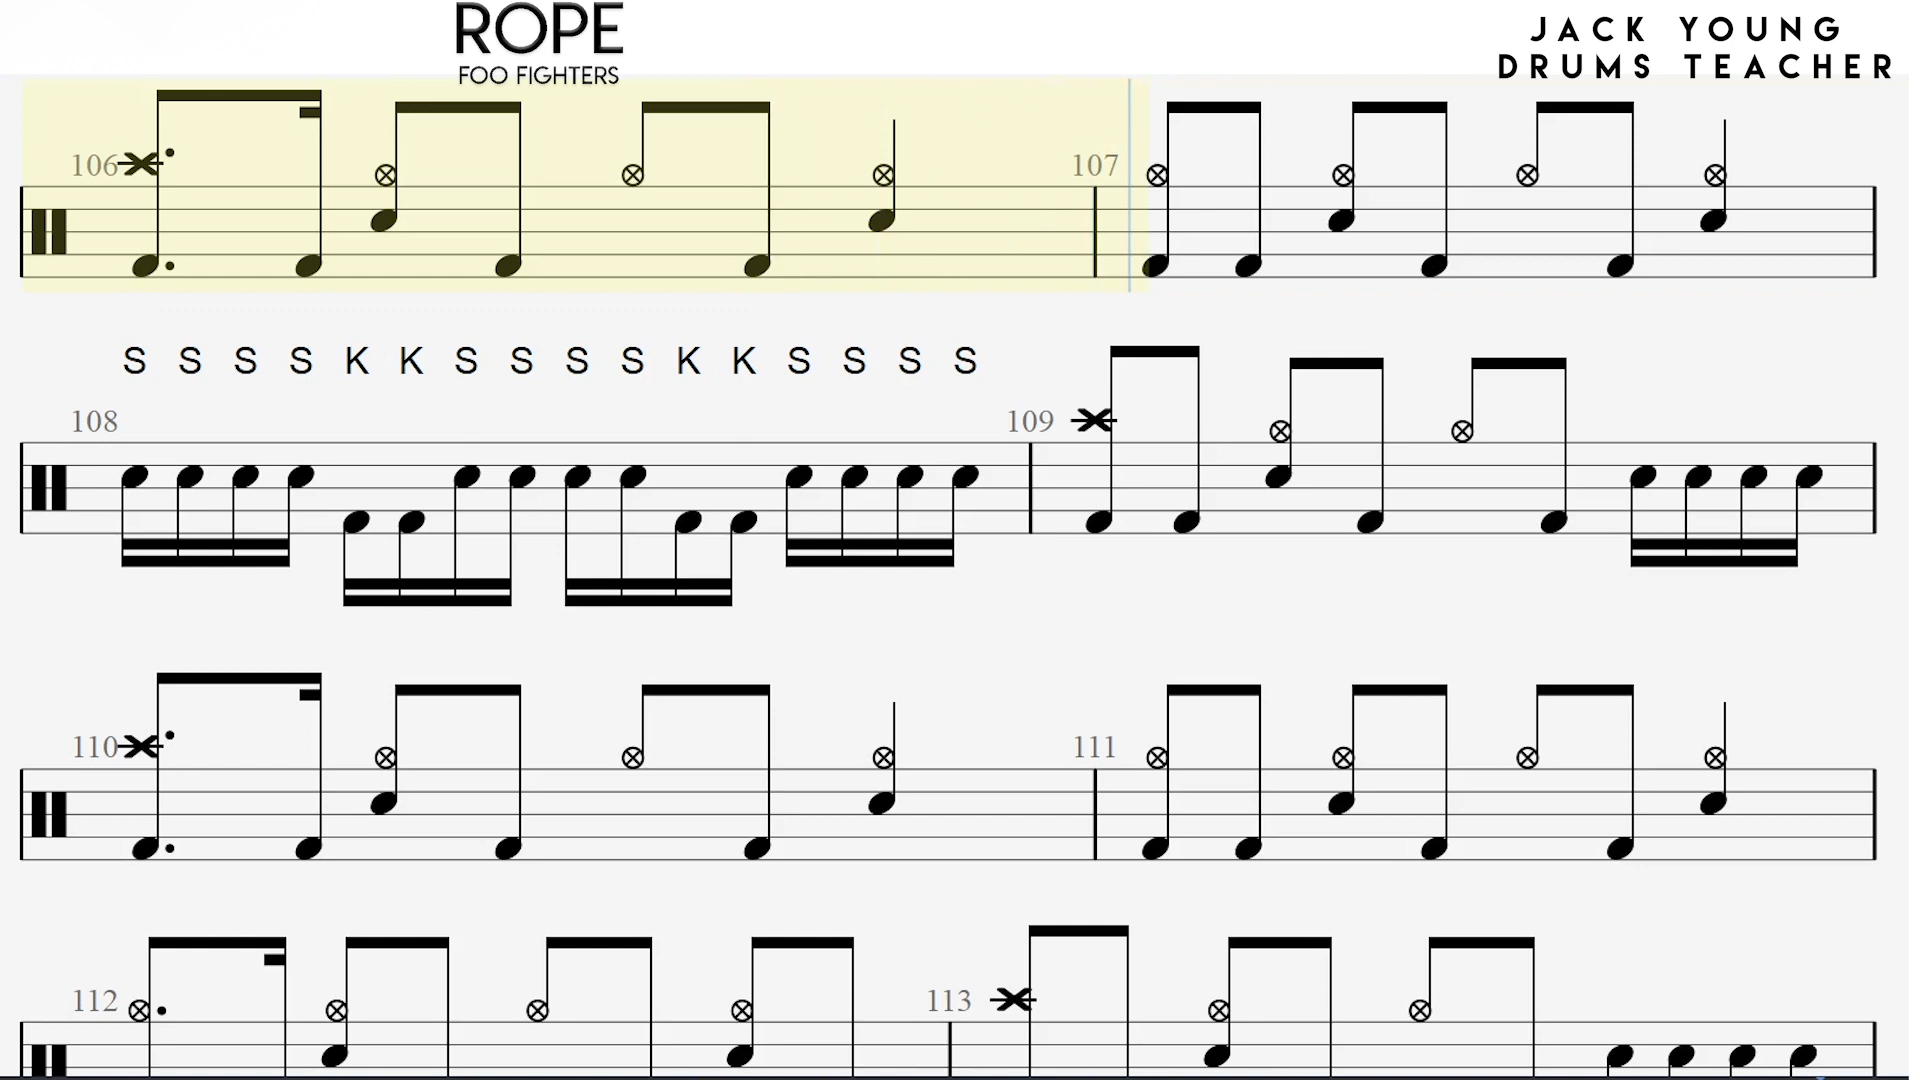 ROPE
FOO FIGHTERS
JACK YOUNG
DRUMS TEACHER
106
107
S S S S K K S S S S K K S S S S
108
109
110
111
112
113